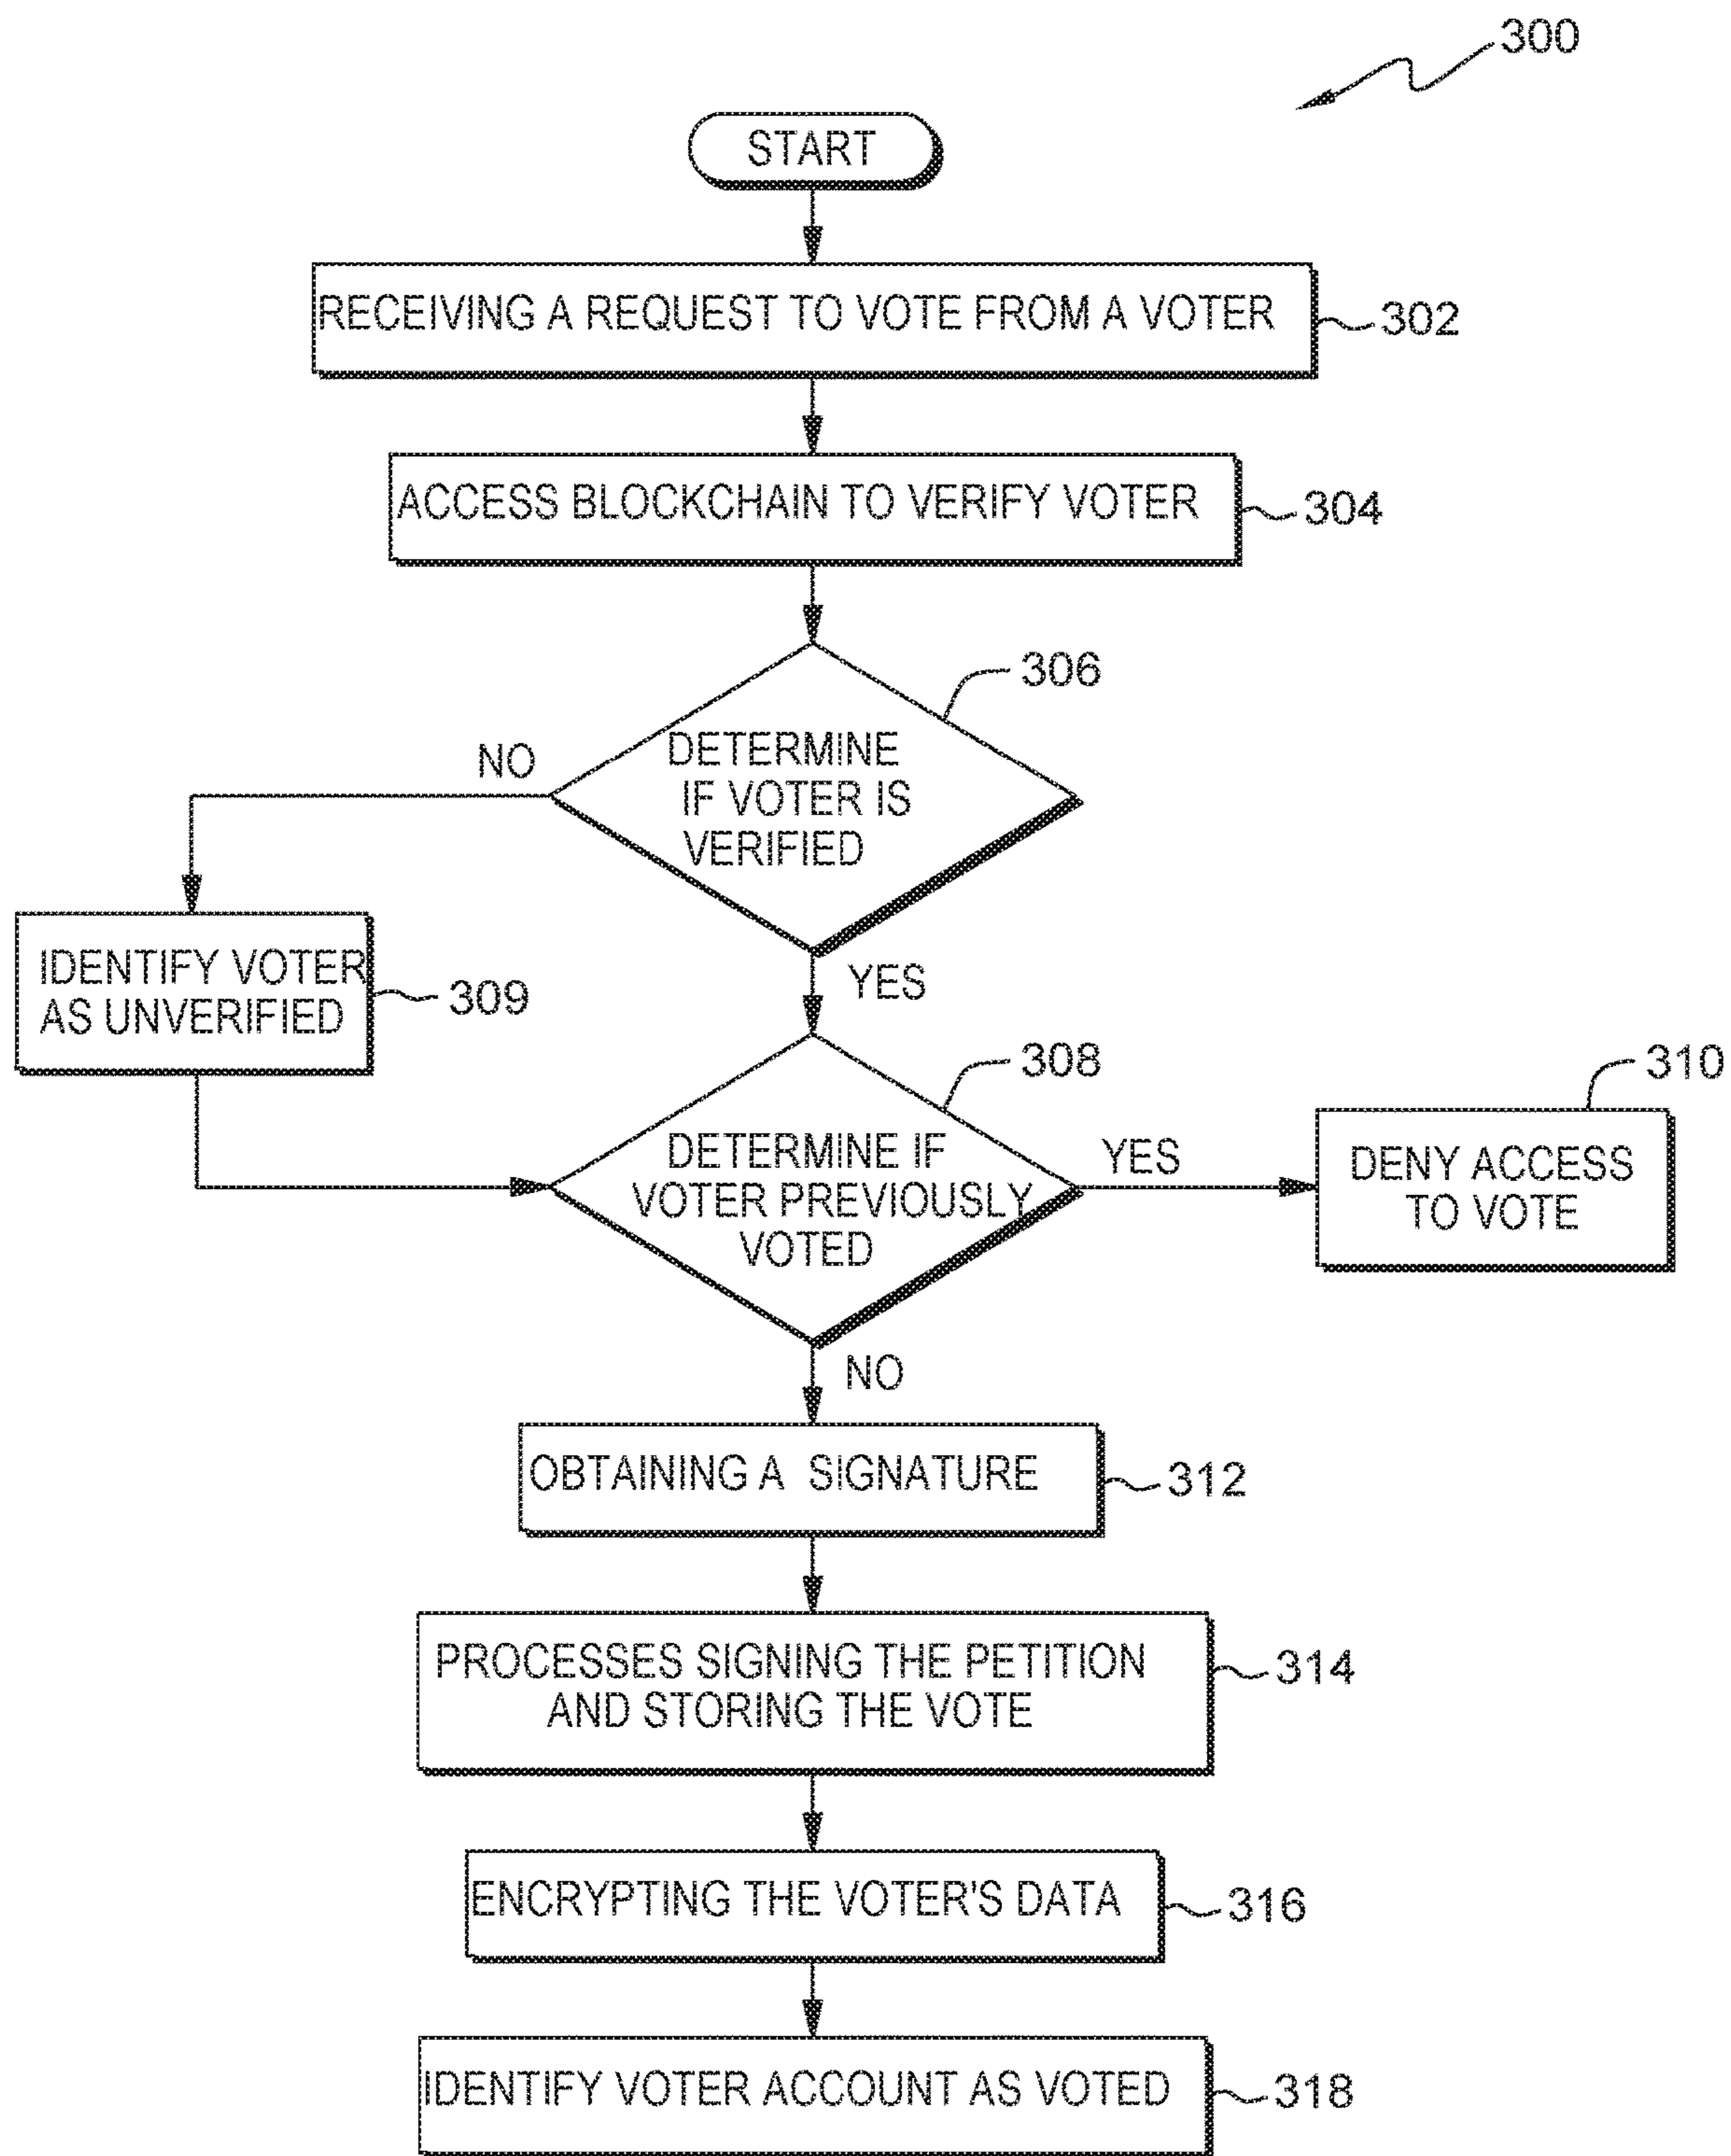 300
START
RECEIVING A REQUEST TO VOTE FROM A VOTER
302
ACCESS BLOCKCHAIN TO VERIFY VOTER
304
306
DETERMINE
IF VOTER IS
VERIFIED
NO
YES
IDENTIFY VOTER
AS UNVERIFIED
309
308
DETERMINE IF
VOTER PREVIOUSLY
VOTED
YES
310
DENY ACCESS
TO VOTE
NO
OBTAINING A SIGNATURE
312
PROCESSES SIGNING THE PETITION
AND STORING THE VOTE
314
ENCRYPTING THE VOTER'S DATA
316
IDENTIFY VOTER ACCOUNT AS VOTED
318